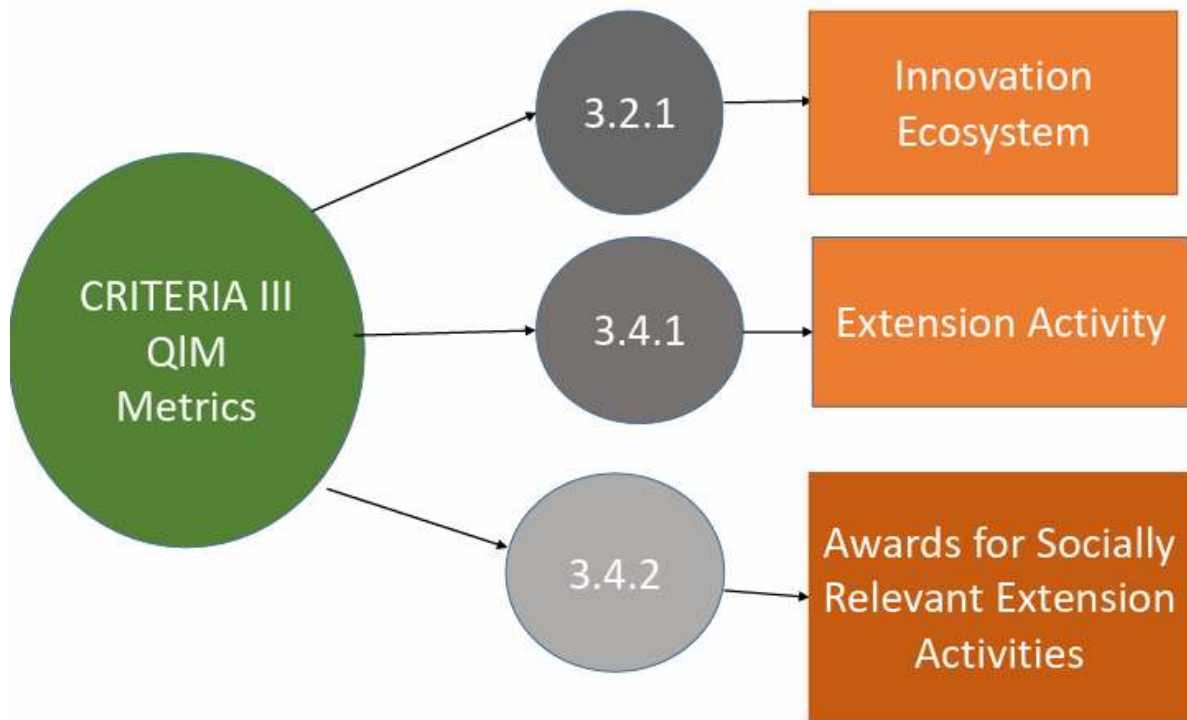 CRITERIA III
QlM
Metrics
3.2.1
Innovation
Ecosystem
3.4.1
Extension Activity
3.4.2
Awards for Socially
Relevant Extension
Activities